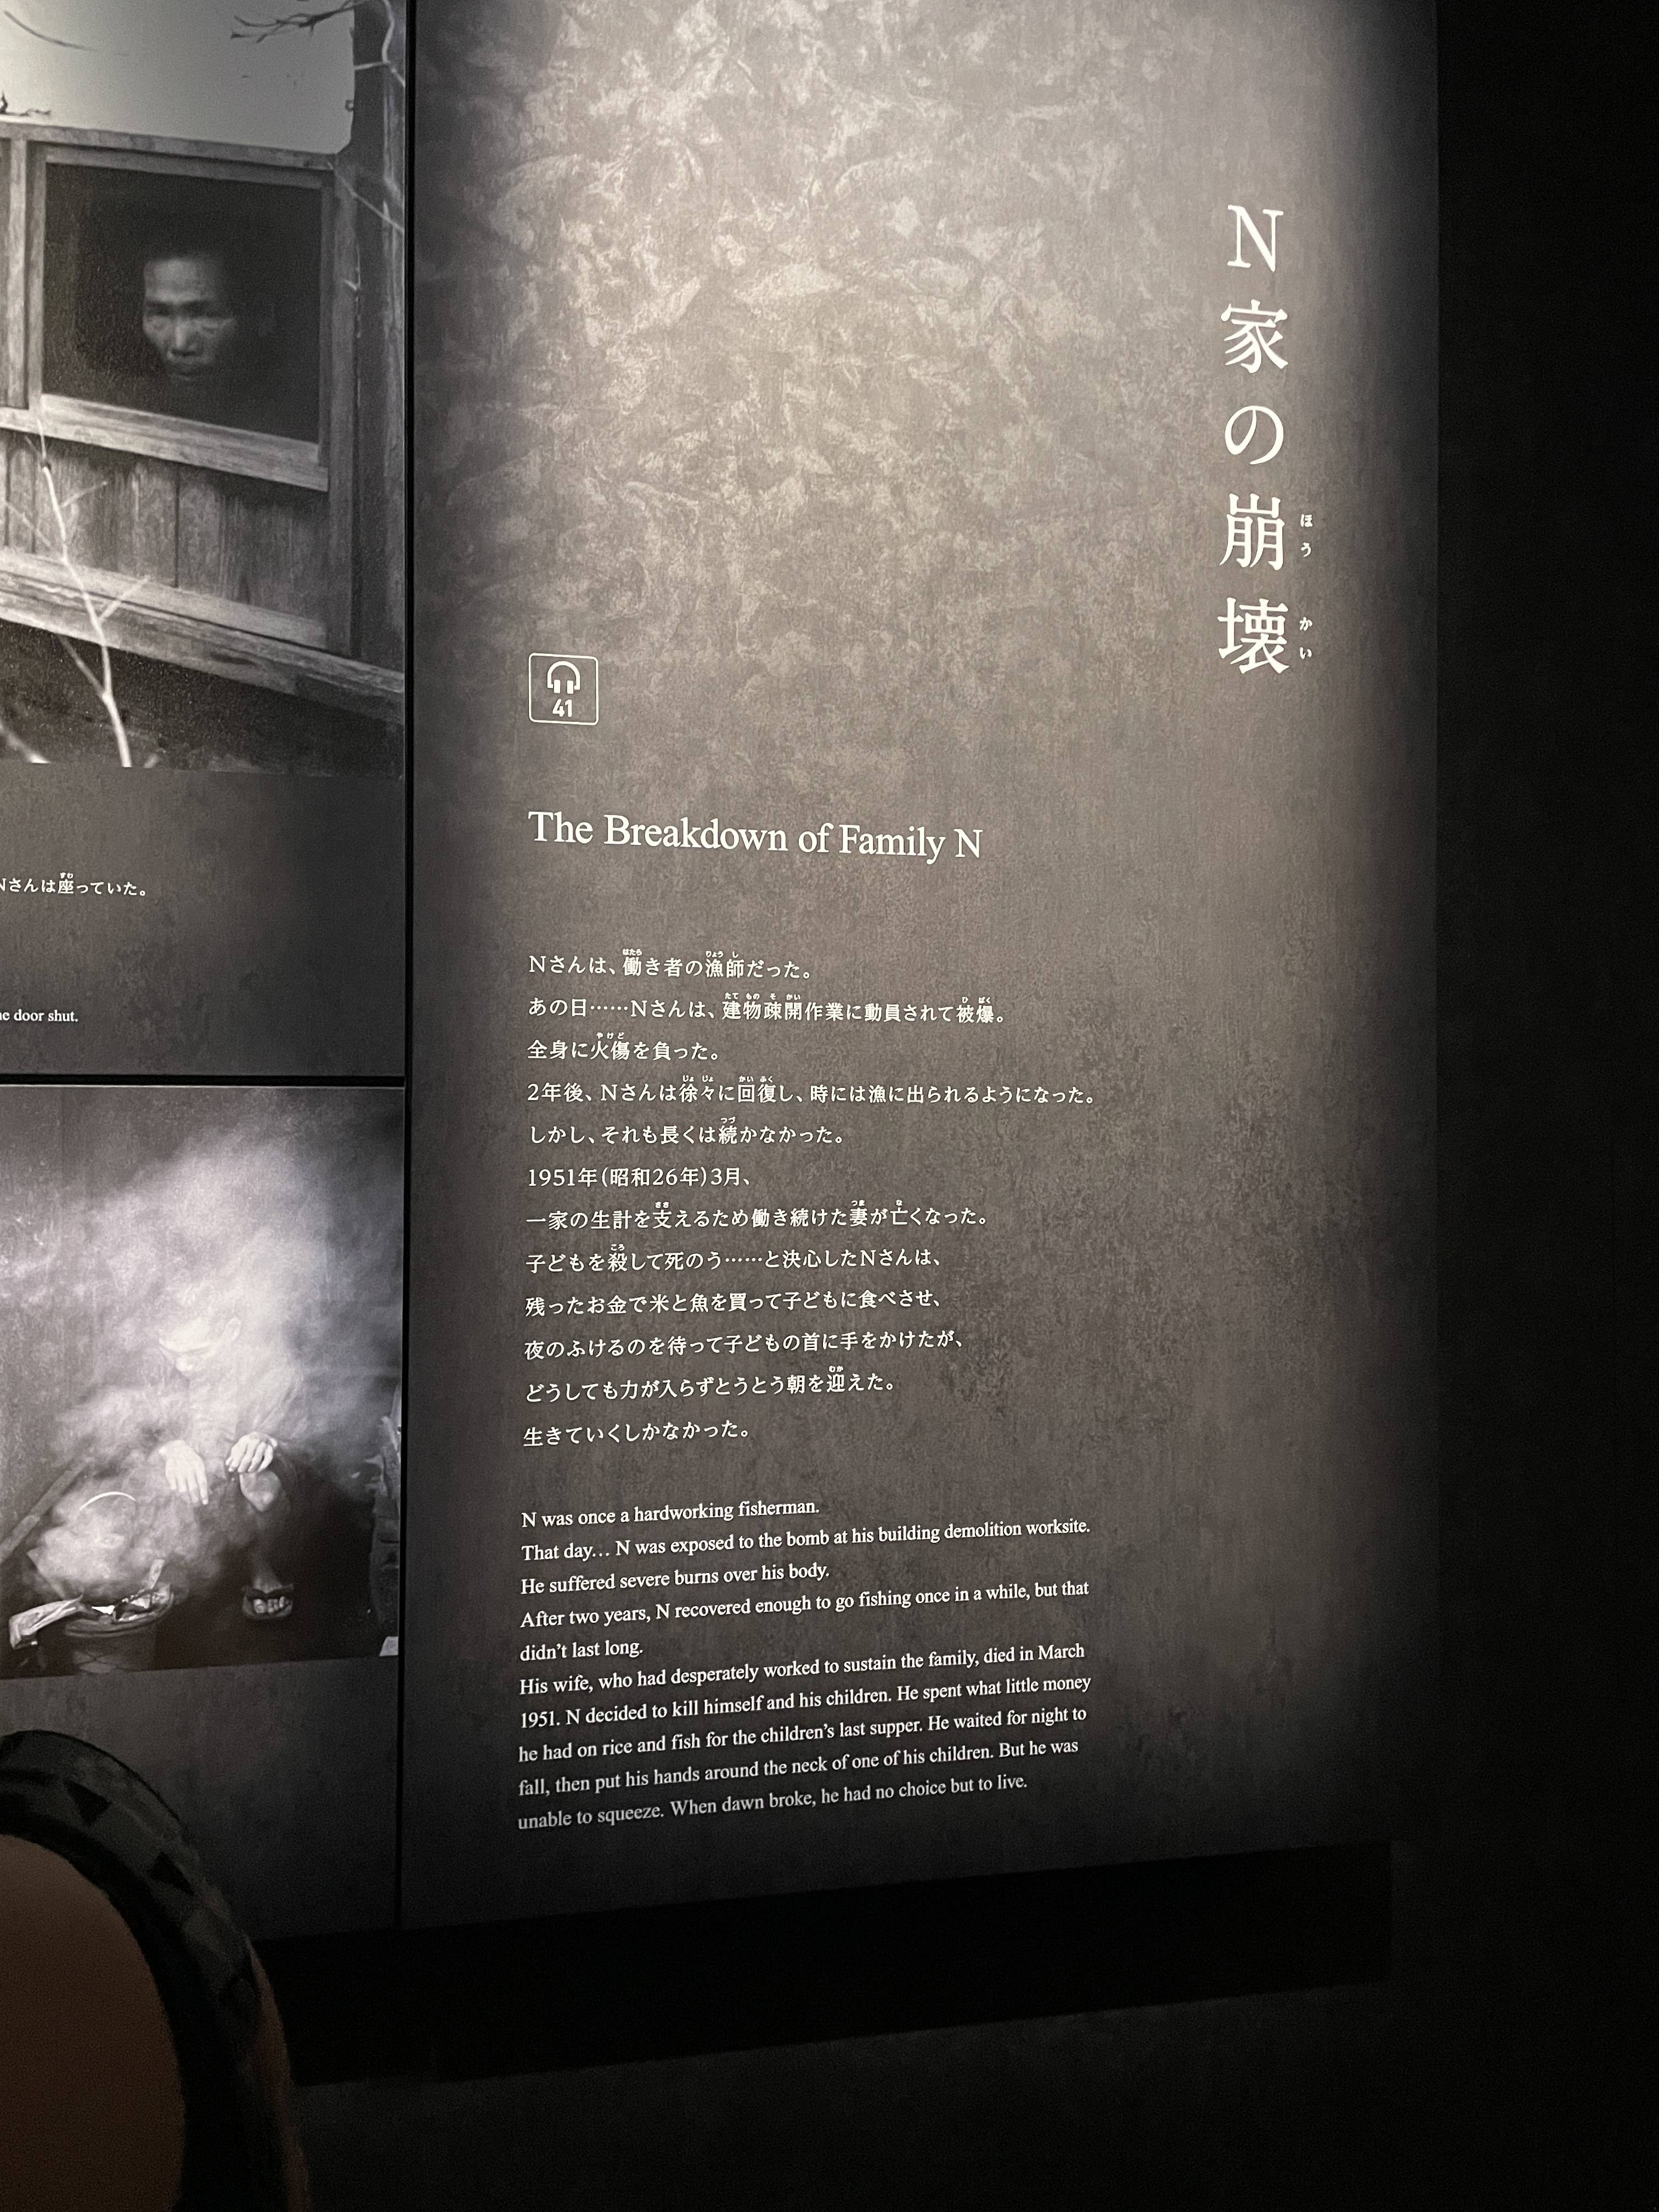 N家の崩壊
ほうかい
41
The Breakdown of Family N
Nさんは座っていた。
he door shut.
Nさんは、働き者の漁師だった。
あの日……Nさんは、建物疎開作業に動員されて被爆。
全身に火傷を負った。
2年後、Nさんは徐々に回復し、時には漁に出られるようになった。
しかし、それも長くは続かなかった。
1951年(昭和26年)3月、
一家の生計を支えるため働き続けた妻が亡くなった。
子どもを殺して死のう……と決心したNさんは、
残ったお金で米と魚を買って子どもに食べさせ、
夜のふけるのを待って子どもの首に手をかけたが、
どうしても力が入らずとうとう朝を迎えた。
生きていくしかなかった。
N was once a hardworking fisherman.
That day… N was exposed to the bomb at his building demolition worksite.
He suffered severe burns over his body.
After two years, N recovered enough to go fishing once in a while, but that
didn't last long.
His wife, who had desperately worked to sustain the family, died in March
1951. N decided to kill himself and his children. He spent what little money
he had on rice and fish for the children's last supper. He waited for night to
fall, then put his hands around the neck of one of his children. But he was
unable to squeeze. When dawn broke, he had no choice but to live.